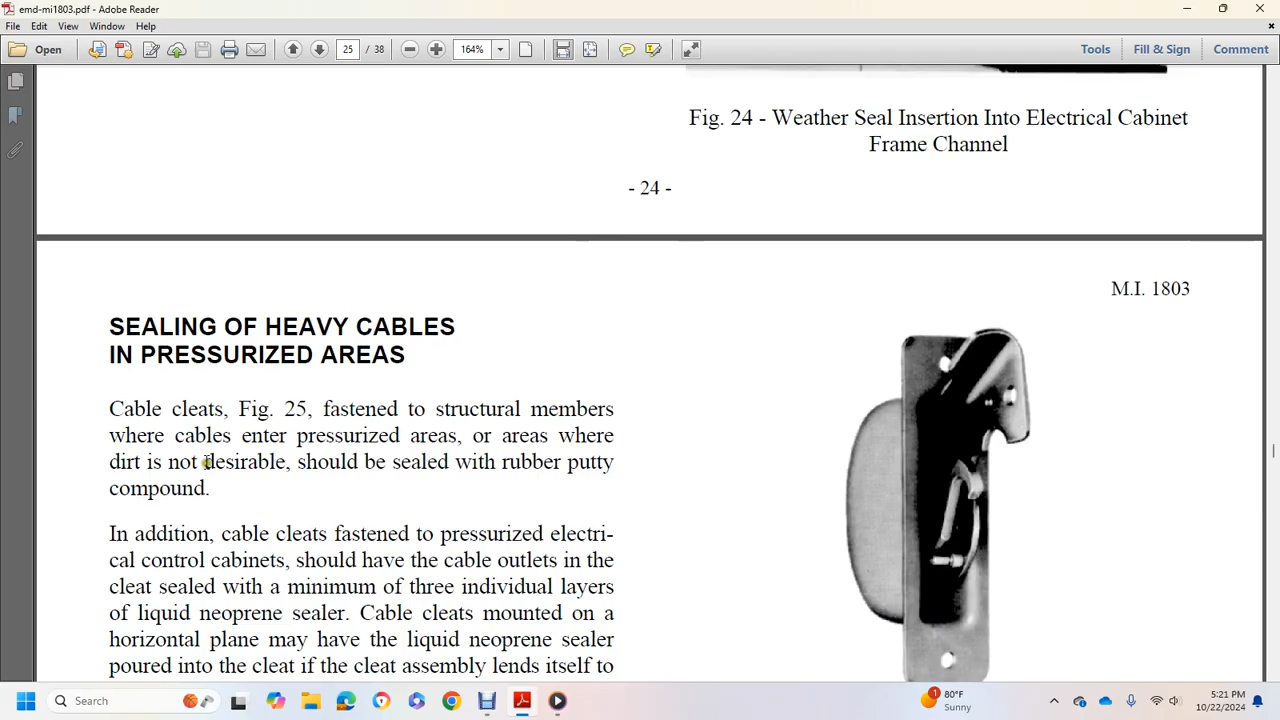 emd-mi1803.pdf - Adobe Reader
File Edit View Window Help
Open 25 / 38 164% Tools Fill & Sign Comment
Fig. 24 - Weather Seal Insertion Into Electrical Cabinet
Frame Channel
- 24 -
M.I. 1803
SEALING OF HEAVY CABLES
IN PRESSURIZED AREAS
Cable cleats, Fig. 25, fastened to structural members
where cables enter pressurized areas, or areas where
dirt is not desirable, should be sealed with rubber putty
compound.
In addition, cable cleats fastened to pressurized electri-
cal control cabinets, should have the cable outlets in the
cleat sealed with a minimum of three individual layers
of liquid neoprene sealer. Cable cleats mounted on a
horizontal plane may have the liquid neoprene sealer
poured into the cleat if the cleat assembly lends itself to
Search
1
80°F
Sunny
5:21 PM
10/22/2024